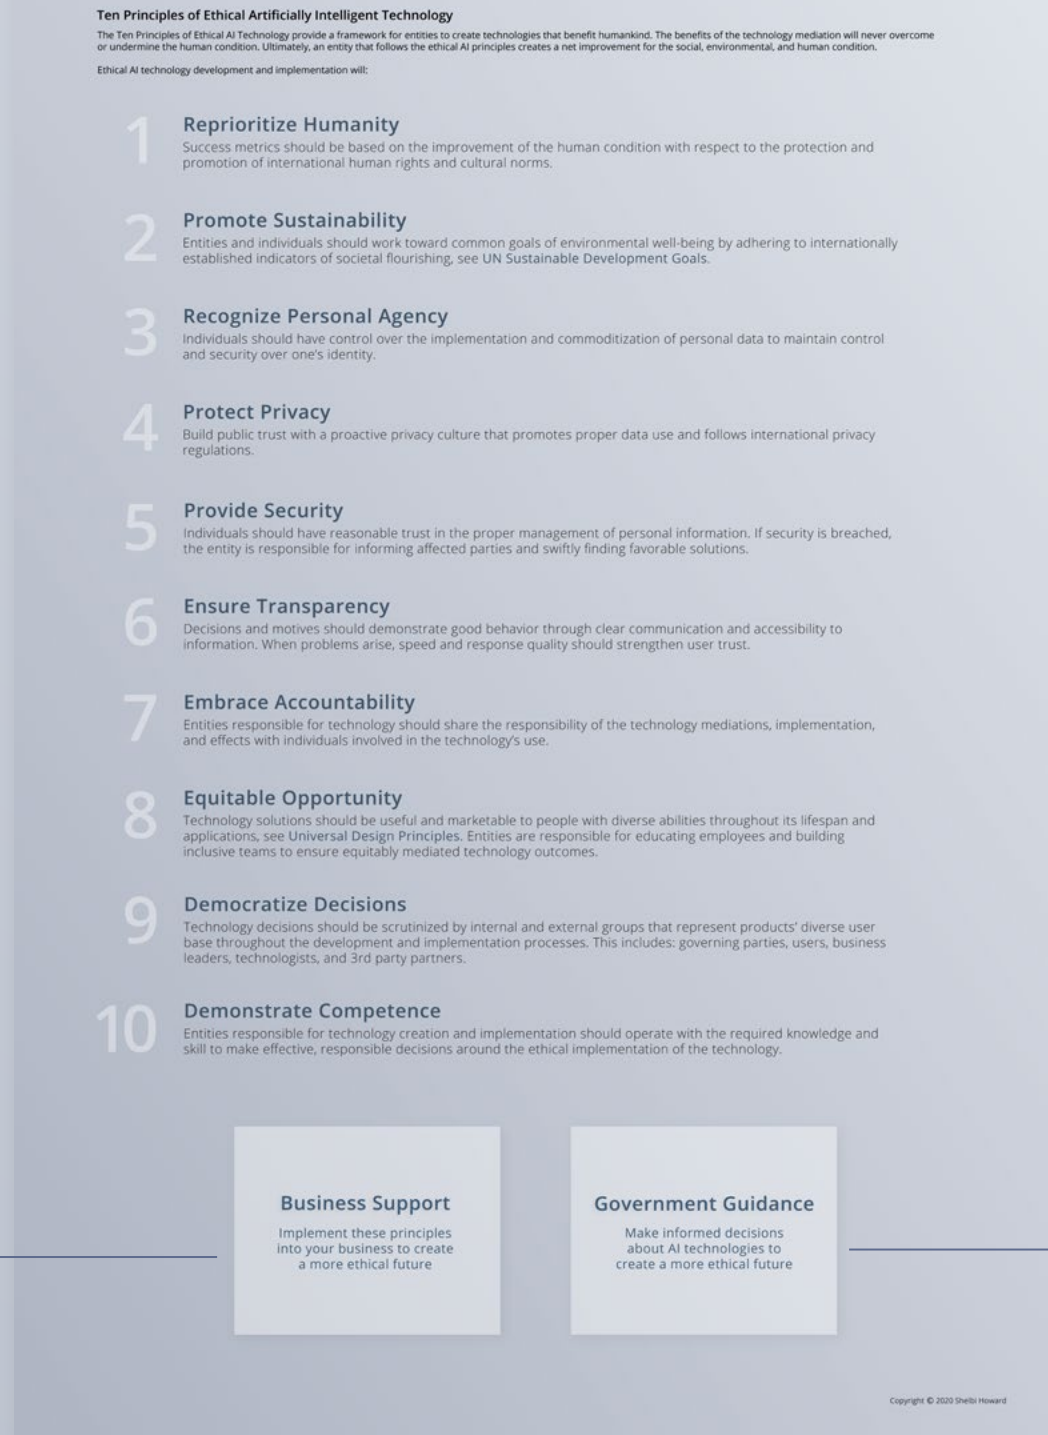 Ten Principles of Ethical Artificially Intelligent Technology
The Ten Principles of Ethical AI Technology provide a framework for entities to create technologies that benefit humankind. The benefits of the technology mediation will never overcome
or undermine the human condition. Ultimately, an entity that follows the ethical AI principles creates a net improvement for the social, environmental, and human condition.
Ethical AI technology development and implementation will:
1
Reprioritize Humanity
Success metrics should be based on the improvement of the human condition with respect to the protection and
promotion of international human rights and cultural norms.
2
Promote Sustainability
Entities and individuals should work toward common goals of environmental well-being by adhering to internationally
established indicators of societal flourishing, see UN Sustainable Development Goals.
3
Recognize Personal Agency
Individuals should have control over the implementation and commoditization of personal data to maintain control
and security over one's identity.
4
Protect Privacy
Build public trust with a proactive privacy culture that promotes proper data use and follows international privacy
regulations.
5
Provide Security
Individuals should have reasonable trust in the proper management of personal information. If security is breached,
the entity is responsible for informing affected parties and swiftly finding favorable solutions.
6
Ensure Transparency
Decisions and motives should demonstrate good behavior through clear communication and accessibility to
information. When problems arise, speed and response quality should strengthen user trust.
7
Embrace Accountability
Entities responsible for technology should share the responsibility of the technology mediations, implementation,
and effects with individuals involved in the technology's use.
8
Equitable Opportunity
Technology solutions should be useful and marketable to people with diverse abilities throughout its lifespan and
applications, see Universal Design Principles. Entities are responsible for educating employees and building
inclusive teams to ensure equitably mediated technology outcomes.
9
Democratize Decisions
Technology decisions should be scrutinized by internal and external groups that represent products' diverse user
base throughout the development and implementation processes. This includes: governing parties, users, business
leaders, technologists, and 3rd party partners.
10
Demonstrate Competence
Entities responsible for technology creation and implementation should operate with the required knowledge and
skill to make effective, responsible decisions around the ethical implementation of the technology.
Business Support
Implement these principles
into your business to create
a more ethical future
Government Guidance
Make informed decisions
about AI technologies to
create a more ethical future
Copyright © 2020 Shelbi Howard